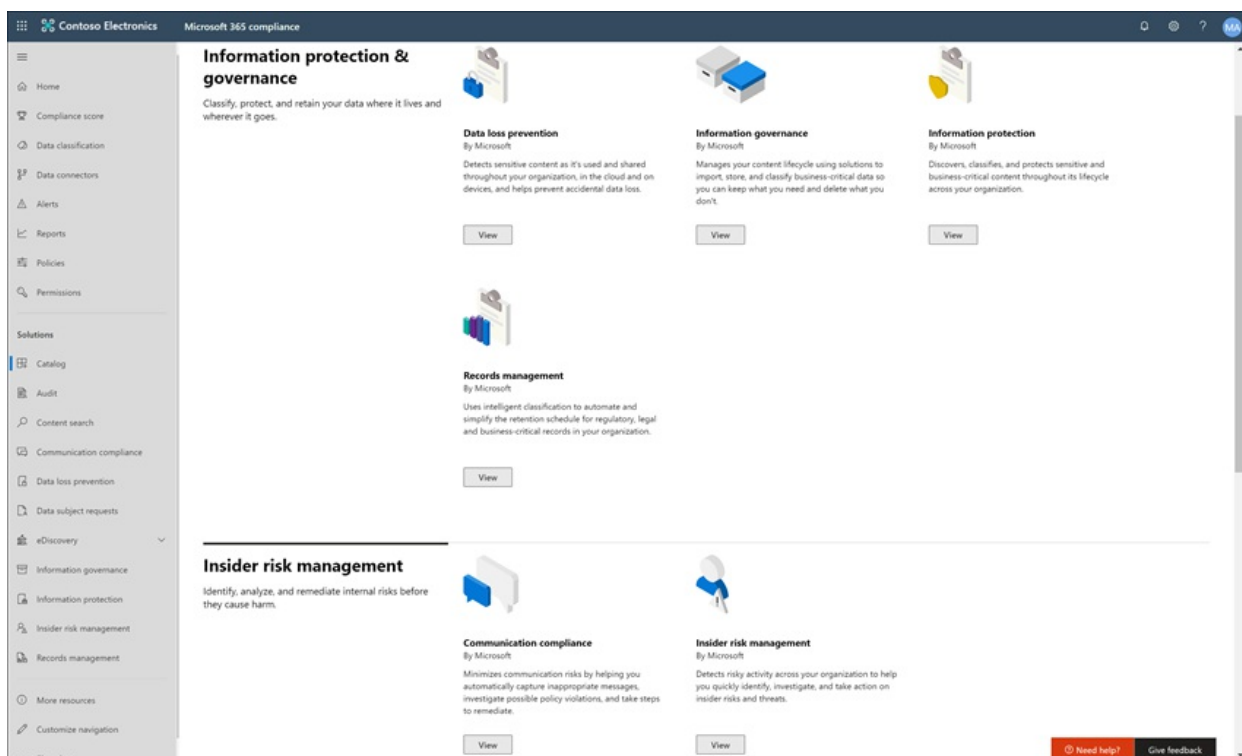 Contoso Electronics
Microsoft 365 compliance
?
MA
Home
Compliance score
Data classification
Data connectors
Alerts
Reports
Policies
Permissions
Solutions
Catalog
Audit
Content search
Communication compliance
Data loss prevention
Data subject requests
eDiscovery
Information governance
Information protection
Insider risk management
Records management
More resources
Customize navigation
Information protection &
governance
Classify, protect, and retain your data where it lives and
wherever it goes.
Data loss prevention
By Microsoft
Detects sensitive content as it's used and shared
throughout your organization, in the cloud and on
devices, and helps prevent accidental data loss.
View
Information governance
By Microsoft
Manages your content lifecycle using solutions to
import, store, and classify business-critical data so
you can keep what you need and delete what you
don't.
View
Information protection
By Microsoft
Discovers, classifies, and protects sensitive and
business-critical content throughout its lifecycle
across your organization.
View
Records management
By Microsoft
Uses intelligent classification to automate and
simplify the retention schedule for regulatory, legal
and business-critical records in your organization.
View
Insider risk management
Identify, analyze, and remediate internal risks before
they cause harm.
Communication compliance
By Microsoft
Minimizes communication risks by helping you
automatically capture inappropriate messages,
investigate possible policy violations, and take steps
to remediate.
View
Insider risk management
By Microsoft
Detects risky activity across your organization to help
you quickly identify, investigate, and take action on
insider risks and threats.
View
Need help?
Give feedback